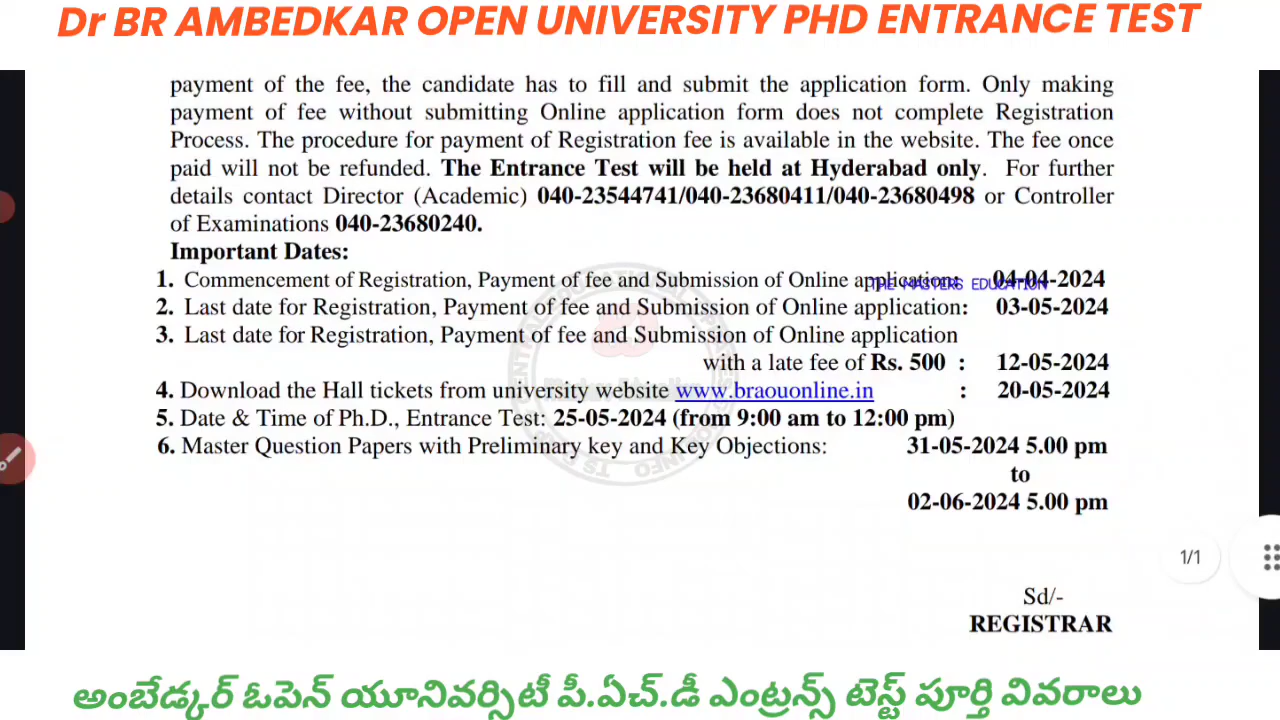 Dr BR AMBEDKAR OPEN UNIVERSITY PHD ENTRANCE TEST
payment of the fee, the candidate has to fill and submit the application form. Only making
payment of fee without submitting Online application form does not complete Registration
Process. The procedure for payment of Registration fee is available in the website. The fee once
paid will not be refunded. The Entrance Test will be held at Hyderabad only. For further
details contact Director (Academic) 040-23544741/040-23680411/040-23680498 or Controller
of Examinations 040-23680240.
Important Dates:
1. Commencement of Registration, Payment of fee and Submission of Online application: 04-04-2024
THE MASTERS EDUCATION
2. Last date for Registration, Payment of fee and Submission of Online application: 03-05-2024
3. Last date for Registration, Payment of fee and Submission of Online application
with a late fee of Rs. 500 : 12-05-2024
4. Download the Hall tickets from university website www.braouonline.in : 20-05-2024
5. Date & Time of Ph.D., Entrance Test: 25-05-2024 (from 9:00 am to 12:00 pm)
6. Master Question Papers with Preliminary key and Key Objections: 31-05-2024 5.00 pm
to
02-06-2024 5.00 pm
1/1
Sd/-
REGISTRAR
అంబేడ్కర్ ఓపెన్ యూనివర్సిటీ పీ.ఏచ్.డీ ఎంట్రన్స్ టెస్ట్ పూర్తి వివరాలు